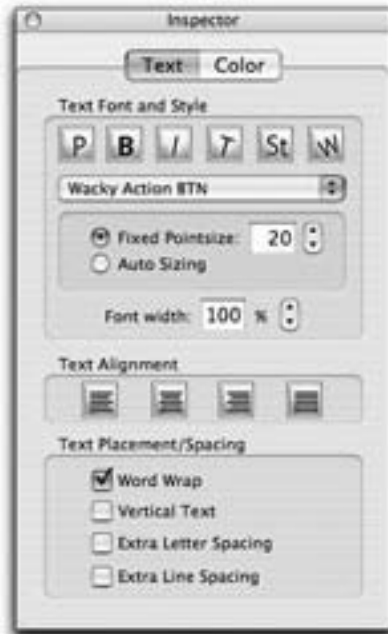 Inspector
Text Color
Text Font and Style
P B I T St W
Wacky Action BTN
Fixed Pointsize: 20
Auto Sizing
Font width: 100 %
Text Alignment
Text Placement/Spacing
Word Wrap
Vertical Text
Extra Letter Spacing
Extra Line Spacing